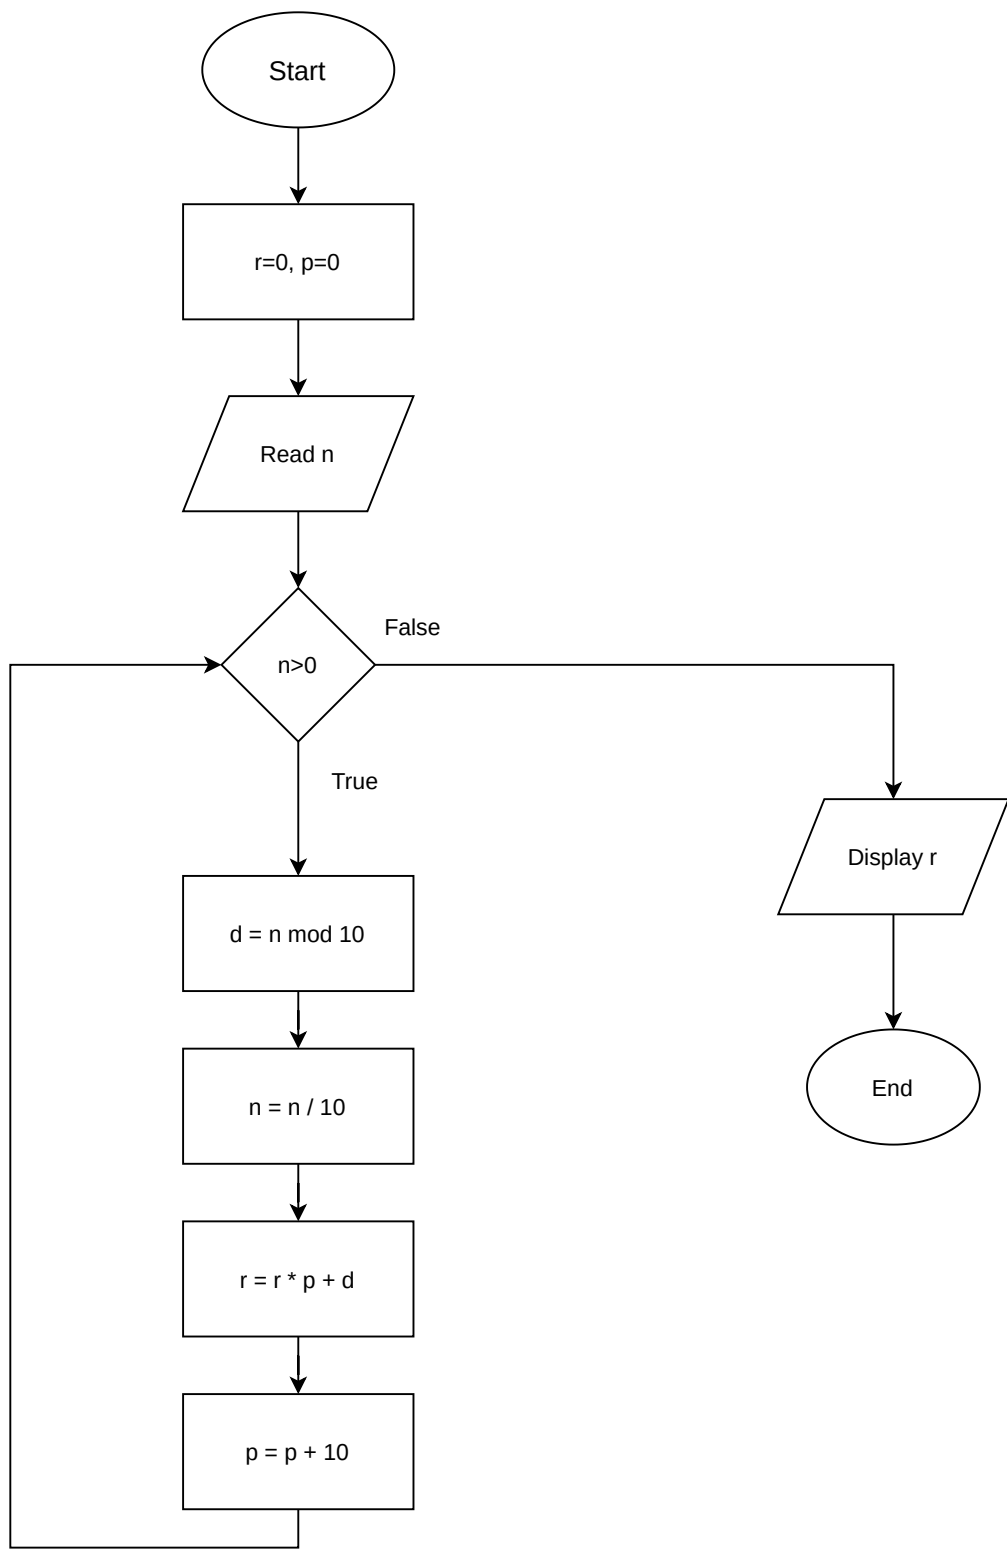 Start
r=0, p=0
Read n
False
n>0
True
Display r
d = n mod 10
End
n = n / 10
r = r * p + d
p = p + 10